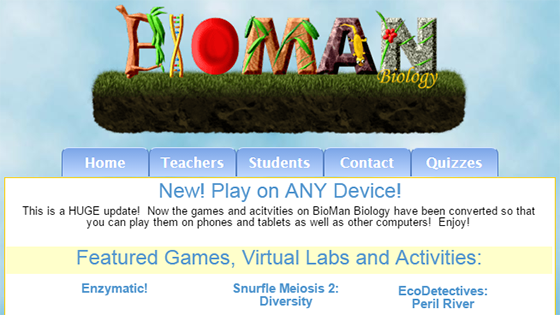 BIOMAN
Biology
Home Teachers Students Contact Quizzes
New! Play on ANY Device!
This is a HUGE update! Now the games and acitivities on BioMan Biology have been converted so that
you can play them on phones and tablets as well as other computers! Enjoy!
Featured Games, Virtual Labs and Activities:
Enzymatic!
Snurfle Meiosis 2:
Diversity
EcoDetectives:
Peril River